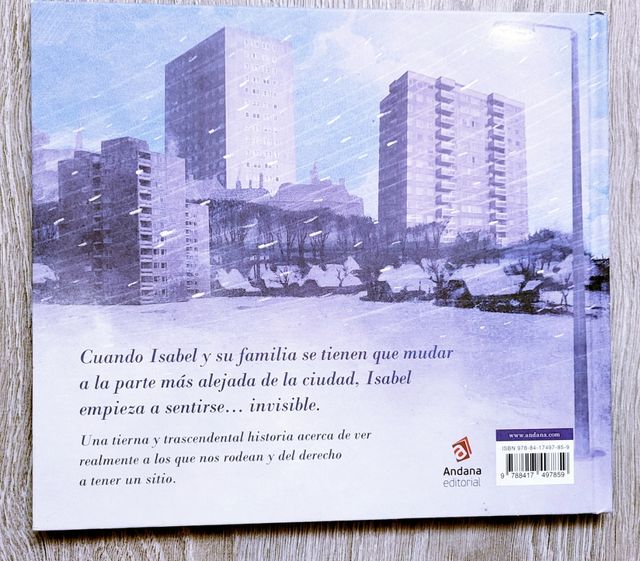 Cuando Isabel y su familia se tienen que mudar
a la parte más alejada de la ciudad, Isabel
empieza a sentirse… invisible.
Una tierna y trascendental historia acerca de ver
realmente a los que nos rodean y del derecho
a tener un sitio.
Andana
editorial
www.andana.com
ISBN 978-84-17497-85-9
9 788417 497859